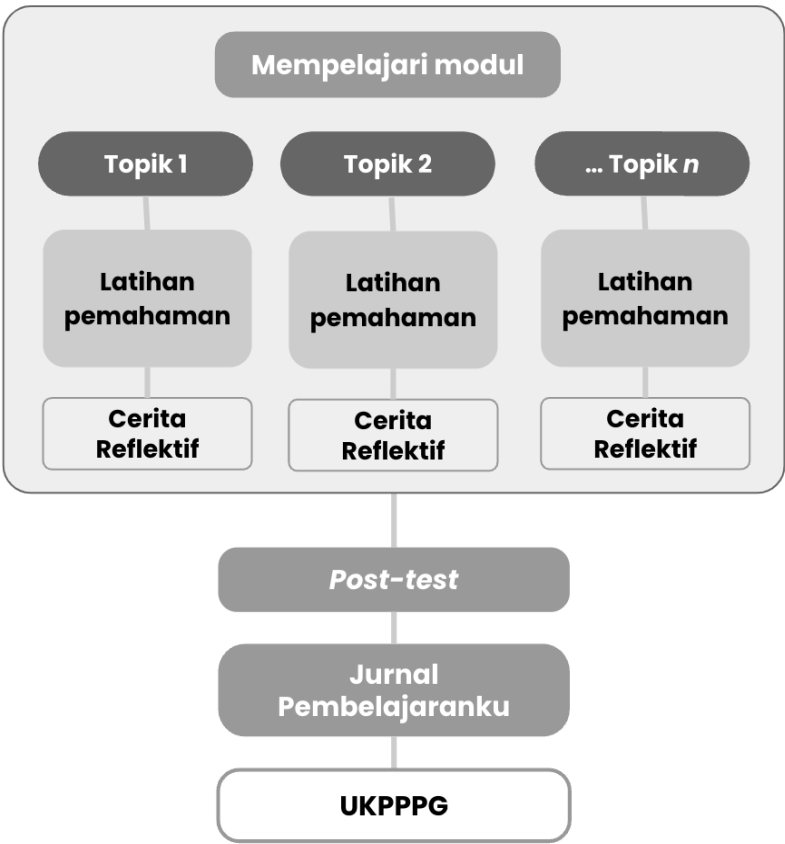 Mempelajari modul
Topik 1
Topik 2
... Topik n
Latihan
pemahaman
Latihan
pemahaman
Latihan
pemahaman
Cerita
Reflektif
Cerita
Reflektif
Cerita
Reflektif
Post-test
Jurnal
Pembelajaranku
UKPPPG